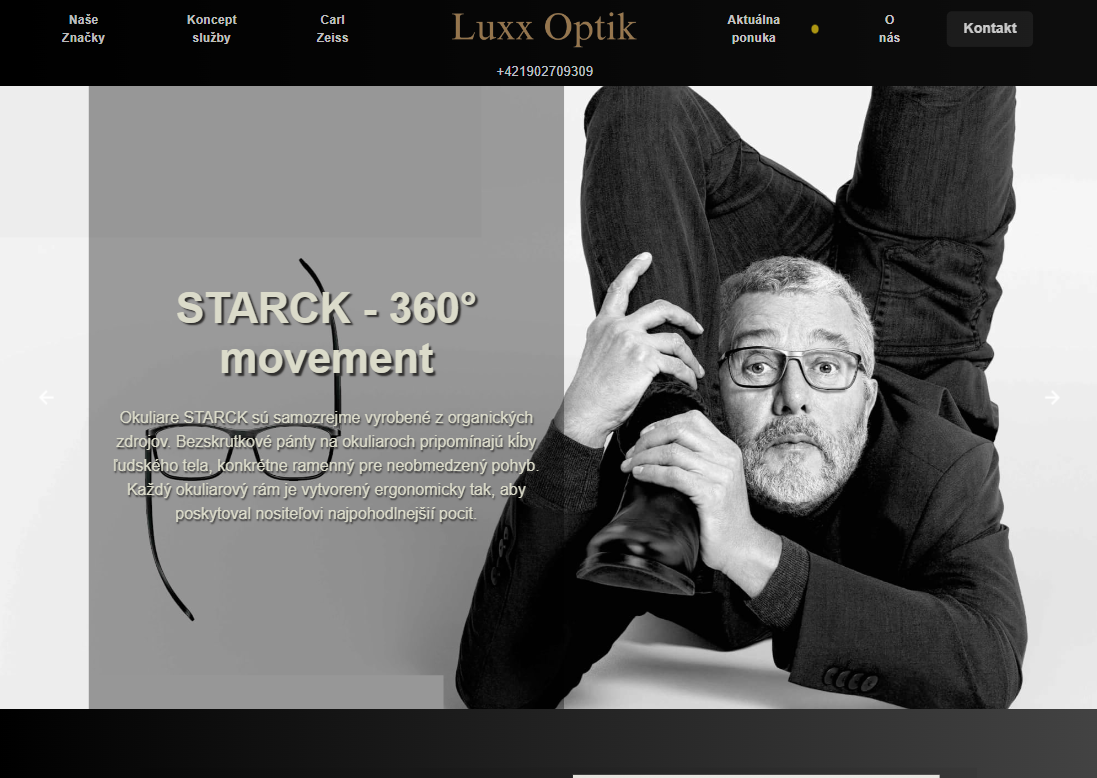 Naše
Značky
Koncept
služby
Carl
Zeiss
Luxx Optik
+421902709309
Aktuálna
ponuka
O
nás
Kontakt
STARCK - 360°
movement
Okuliare STARCK sú samozrejme vyrobené z organických
zdrojov. Bezskrutkové pánty na okuliaroch pripomínajú kĺby
ľudského tela, konkrétne ramenný pre neobmedzený pohyb.
Každý okuliarový rám je vytvorený ergonomicky tak, aby
poskytoval nositeľovi najpohodlnejšií pocit.